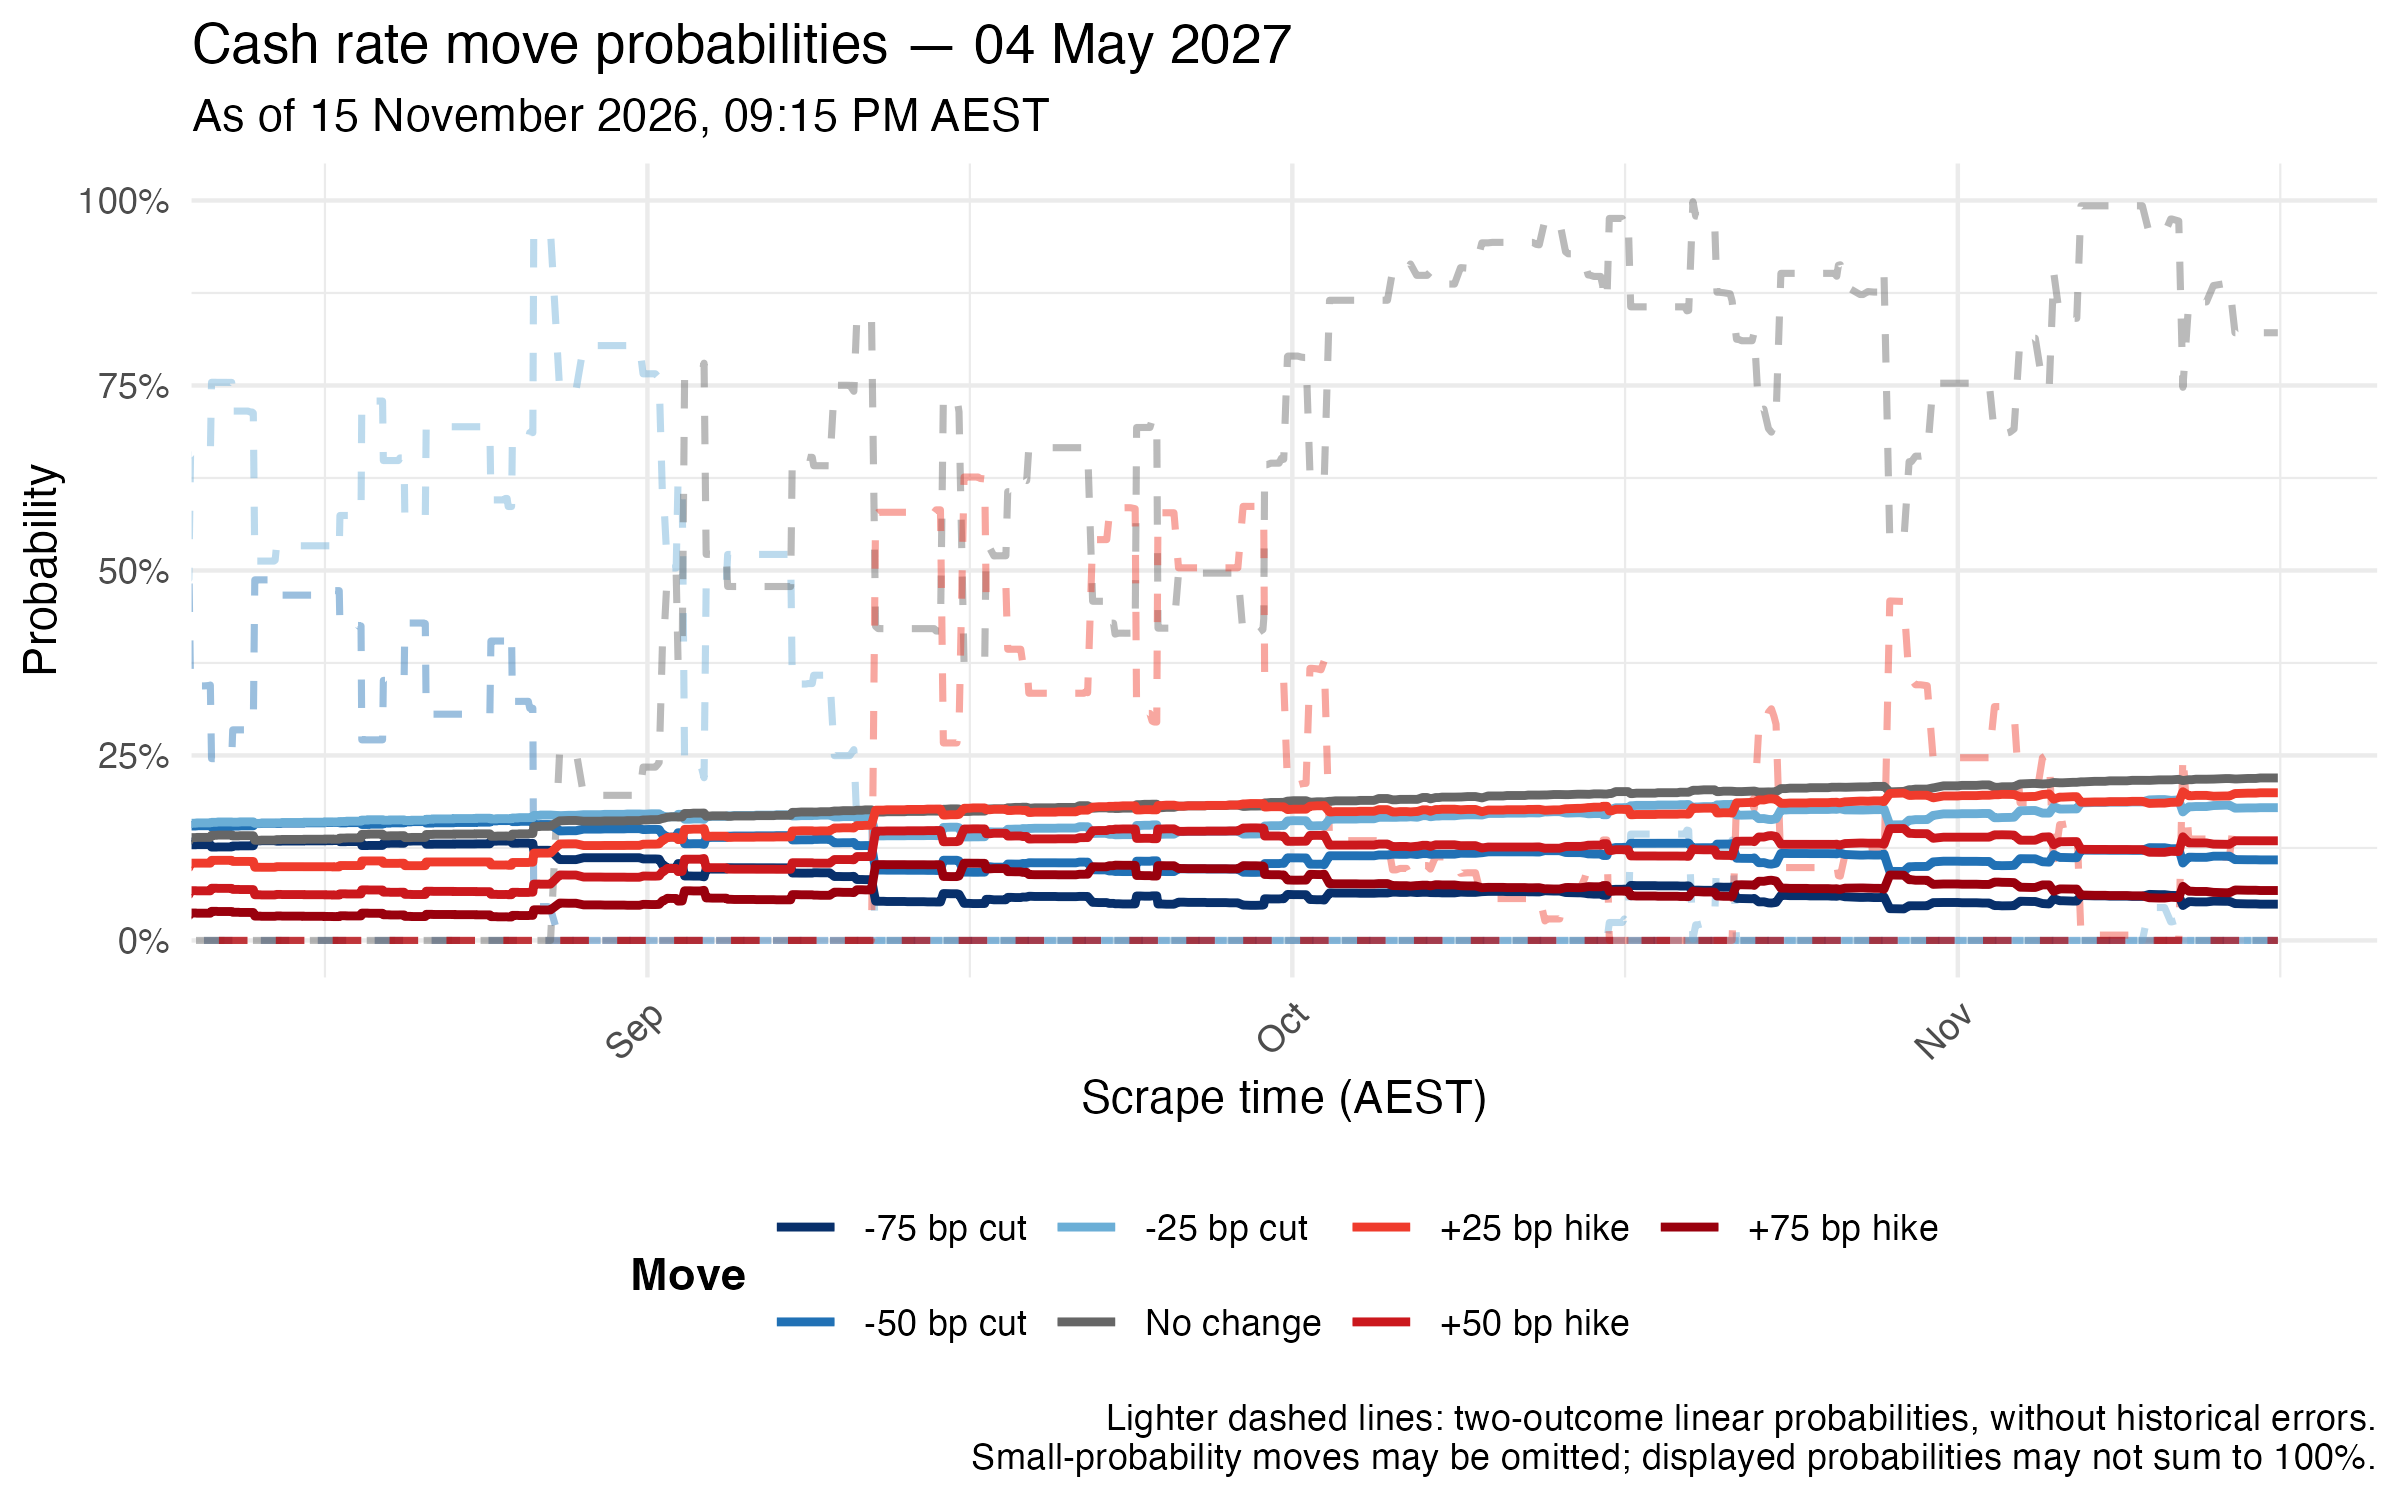 Cash rate move probabilities — 04 May 2027
As of 15 November 2026, 09:15 PM AEST
Probability
100%
75%
50%
25%
0%
Sep
Oct
Nov
Scrape time (AEST)
Move
-75 bp cut
-25 bp cut
+25 bp hike
+75 bp hike
-50 bp cut
No change
+50 bp hike
Lighter dashed lines: two-outcome linear probabilities, without historical errors.
Small-probability moves may be omitted; displayed probabilities may not sum to 100%.